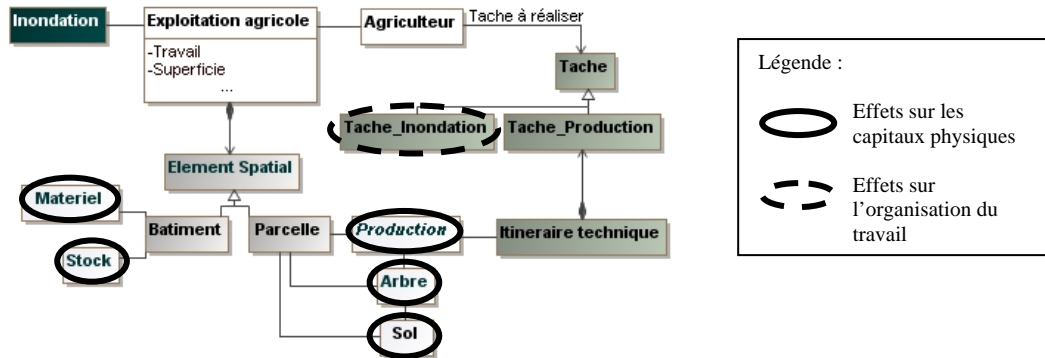 Inondation
Exploitation agricole
-Travail
-Superficie
...
Agriculteur
Tache à réaliser
Tache
Tache_Inondation
Tache_Production
Element Spatial
Materiel
Stock
Batiment
Parcelle
Production
Itineraire technique
Arbre
Sol
Légende :
Effets sur les
capitaux physiques
Effets sur
l'organisation du
travail